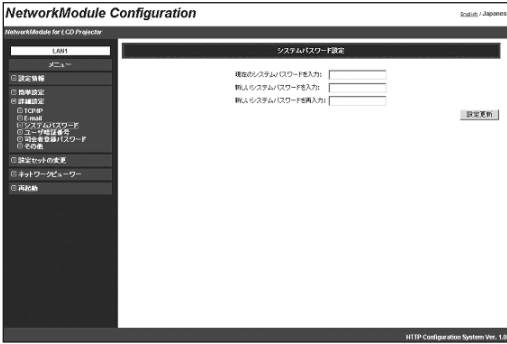 NetworkModule Configuration
English / Japanese
NetworkModule for LCD Projector
LAN1
メニュー
設定情報
簡単設定
詳細設定
TCP/IP
E-mail
システムパスワード
ユーザ暗証番号
司会者登録パスワード
その他
設定セットの変更
ネットワークビューワー
再起動
システムパスワード設定
現在のシステムパスワードを入力:
新しいシステムパスワードを入力:
新しいシステムパスワードを再入力:
設定更新
HTTP Configuration System Ver. 1.0